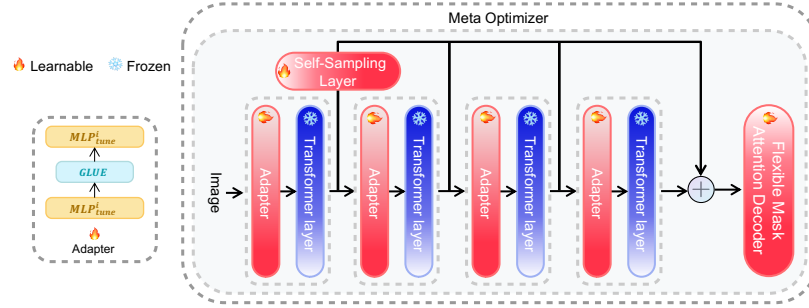 Meta Optimizer
Learnable
Frozen
Self-Sampling
Layer
MLP^i_tune
GLUE
MLP^i_tune
Adapter
Image
Adapter
Transformer layer
Adapter
Transformer layer
Adapter
Transformer layer
Adapter
Transformer layer
Flexible Mask
Attention Decoder